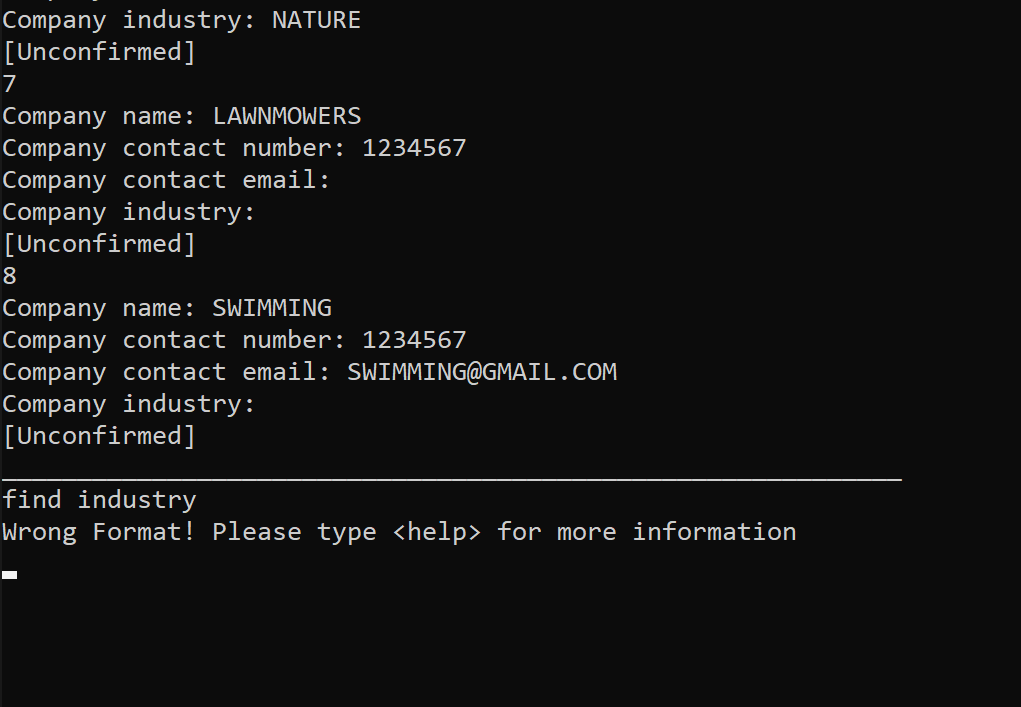 Company industry: NATURE
[Unconfirmed]
7
Company name: LAWNMOWERS
Company contact number: 1234567
Company contact email:
Company industry:
[Unconfirmed]
8
Company name: SWIMMING
Company contact number: 1234567
Company contact email: SWIMMING@GMAIL.COM
Company industry:
[Unconfirmed]
____________________________________________________________
find industry
Wrong Format! Please type <help> for more information